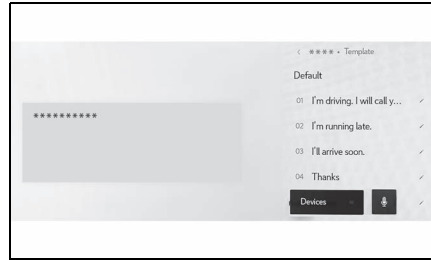 < **** • Template
Default
**********
01 I'm driving. I will call y...
02 I'm running late.
03 I'll arrive soon.
04 Thanks
Devices